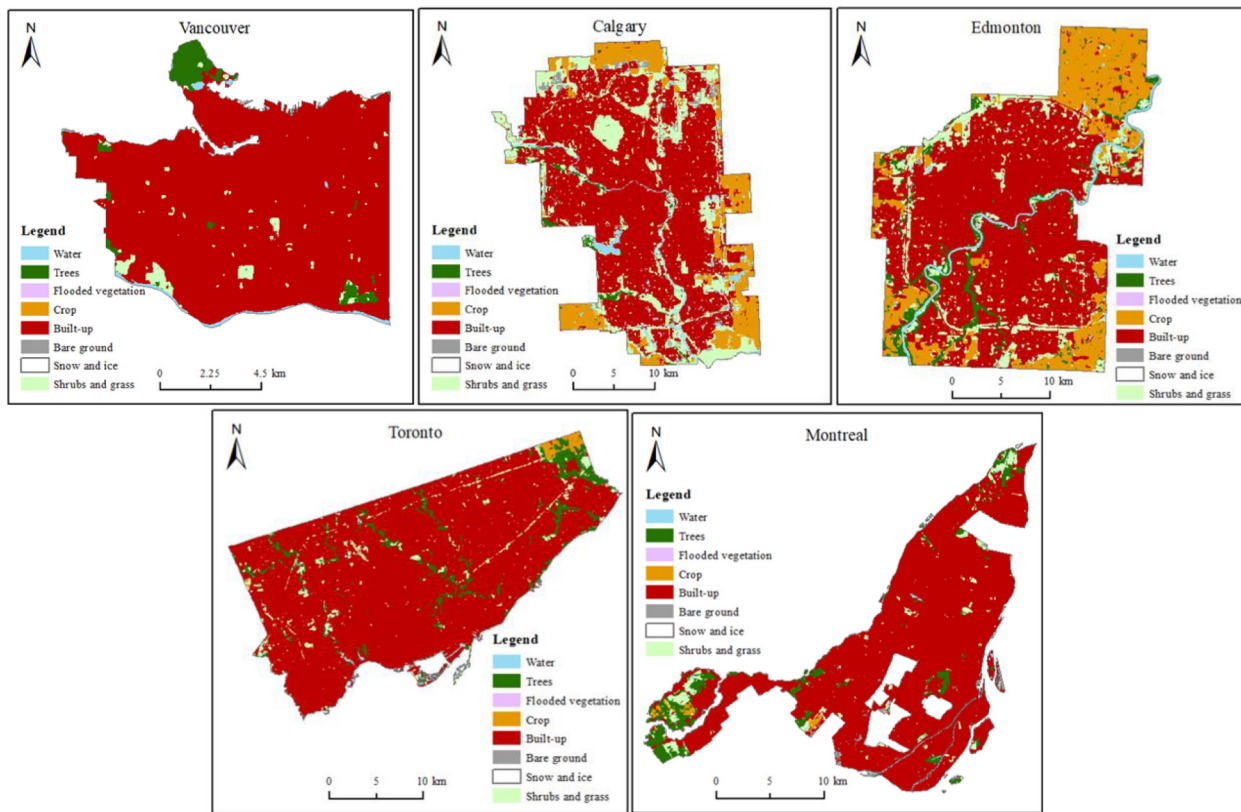 Vancouver
N
Legend
Water
Trees
Flooded vegetation
Crop
Built-up
Bare ground
Snow and ice
Shrubs and grass
0 2.25 4.5 km
Calgary
N
Legend
Water
Trees
Flooded vegetation
Crop
Built-up
Bare ground
Snow and ice
Shrubs and grass
0 5 10 km
Edmonton
N
Legend
Water
Trees
Flooded vegetation
Crop
Built-up
Bare ground
Snow and ice
Shrubs and grass
0 5 10 km
Toronto
N
Legend
Water
Trees
Flooded vegetation
Crop
Built-up
Bare ground
Snow and ice
Shrubs and grass
0 5 10 km
Montreal
N
Legend
Water
Trees
Flooded vegetation
Crop
Built-up
Bare ground
Snow and ice
Shrubs and grass
0 5 10 km